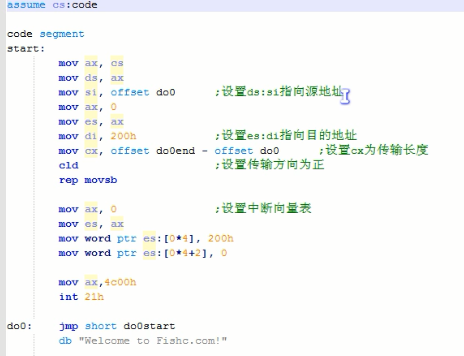 assume cs:code
code segment
start:
mov ax, cs
mov ds, ax
mov si, offset do0 ;设置ds:si指向源地址
mov ax, 0
mov es, ax
mov di, 200h ;设置es:di指向目的地址
mov cx, offset do0end - offset do0 ;设置cx为传输长度
cld ;设置传输方向为正
rep movsb
mov ax, 0 ;设置中断向量表
mov es, ax
mov word ptr es:[0*4], 200h
mov word ptr es:[0*4+2], 0
mov ax,4c00h
int 21h
do0: jmp short do0start
db "Welcome to Fishc.com!"